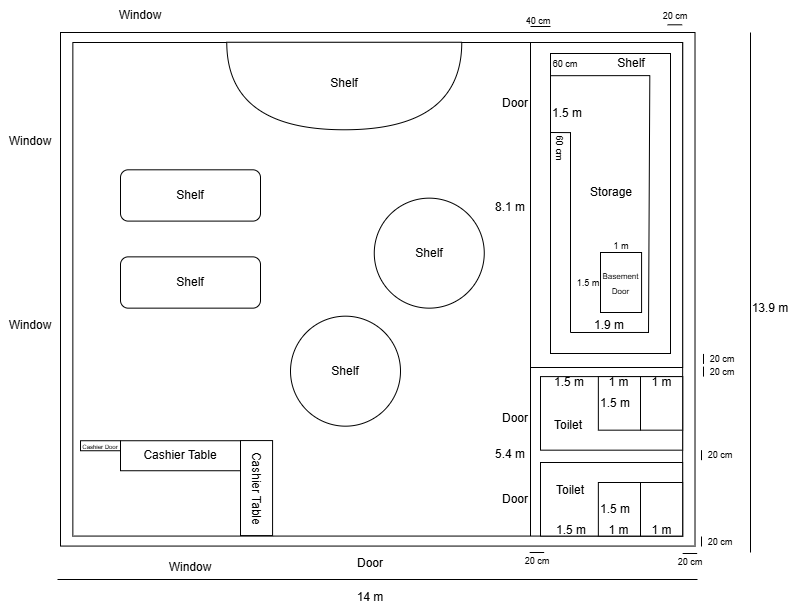 Window
40 cm
20 cm
60 cm
Shelf
Shelf
Door
1.5 m
Window
60 cm
Shelf
Storage
8.1 m
1 m
Shelf
Basement
Door
1.5 m
Shelf
13.9 m
Window
1.9 m
20 cm
20 cm
Shelf
1.5 m
1 m
1 m
1.5 m
Door
Toilet
Cashier Door
Cashier Table
5.4 m
20 cm
Cashier Table
Door
Toilet
1.5 m
1.5 m
1 m
1 m
20 cm
Window
Door
20 cm
20 cm
14 m